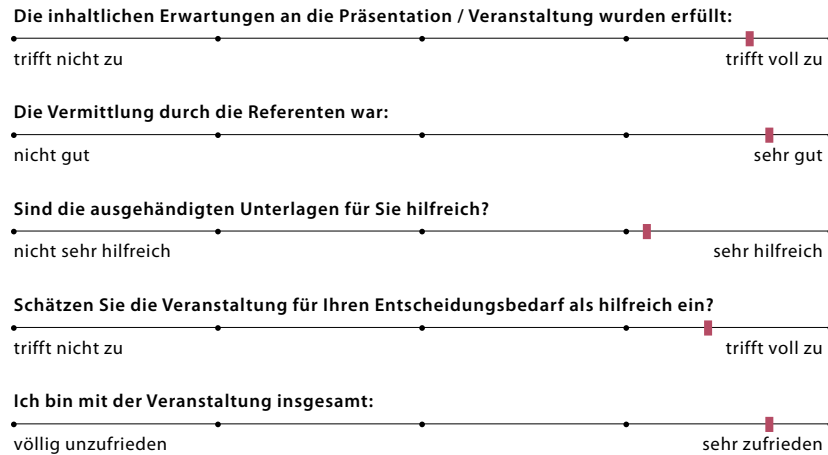 Die inhaltlichen Erwartungen an die Präsentation / Veranstaltung wurden erfüllt:
trifft nicht zu trifft voll zu
Die Vermittlung durch die Referenten war:
nicht gut sehr gut
Sind die ausgehändigten Unterlagen für Sie hilfreich?
nicht sehr hilfreich sehr hilfreich
Schätzen Sie die Veranstaltung für Ihren Entscheidungsbedarf als hilfreich ein?
trifft nicht zu trifft voll zu
Ich bin mit der Veranstaltung insgesamt:
völlig unzufrieden sehr zufrieden